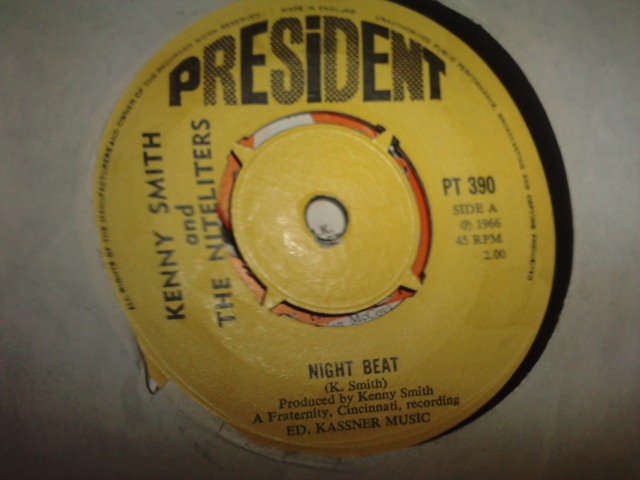 MADE IN ENGLAND
PRESIDENT
KENNY SMITH
and
THE NITELITERS
PT 390
SIDE A
℗ 1966
45 RPM
2.00
NIGHT BEAT
(K. Smith)
Produced by Kenny Smith
A Fraternity, Cincinnati, recording
ED. KASSNER MUSIC